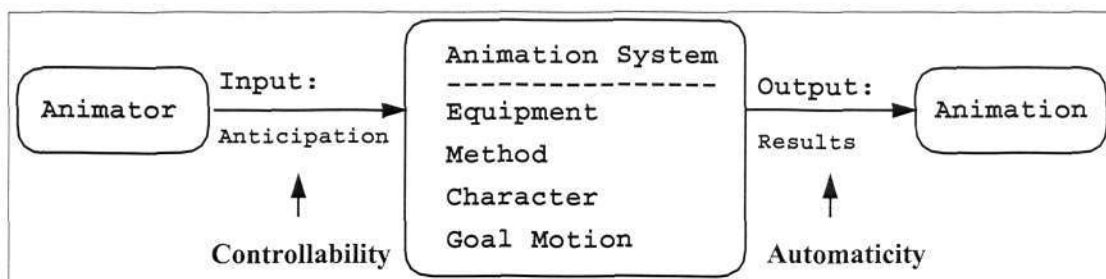 Animator
Input:
Anticipation
Controllability
Animation System
----------------
Equipment
Method
Character
Goal Motion
Output:
Results
Automaticity
Animation